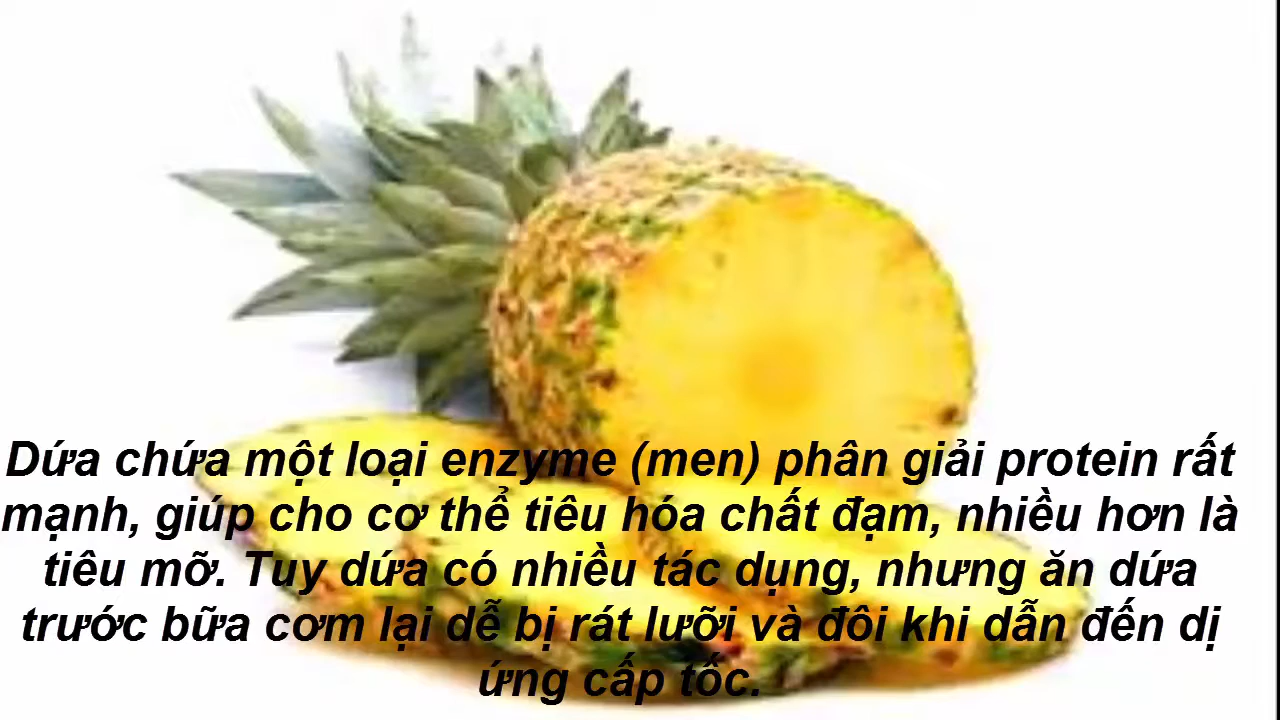 Dứa chứa một loại enzyme (men) phân giải protein rất
mạnh, giúp cho cơ thể tiêu hóa chất đạm, nhiều hơn là
tiêu mỡ. Tuy dứa có nhiều tác dụng, nhưng ăn dứa
trước bữa cơm lại dễ bị rát lưỡi và đôi khi dẫn đến dị
ứng cấp tốc.